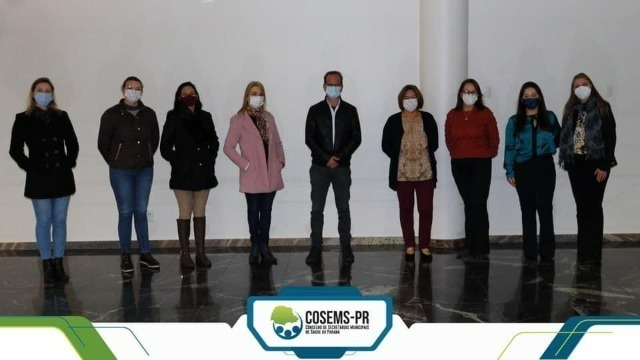 COSEMS-PR
CONSELHO DE SECRETARIAS MUNICIPAIS
DE SAÚDE DO PARANÁ